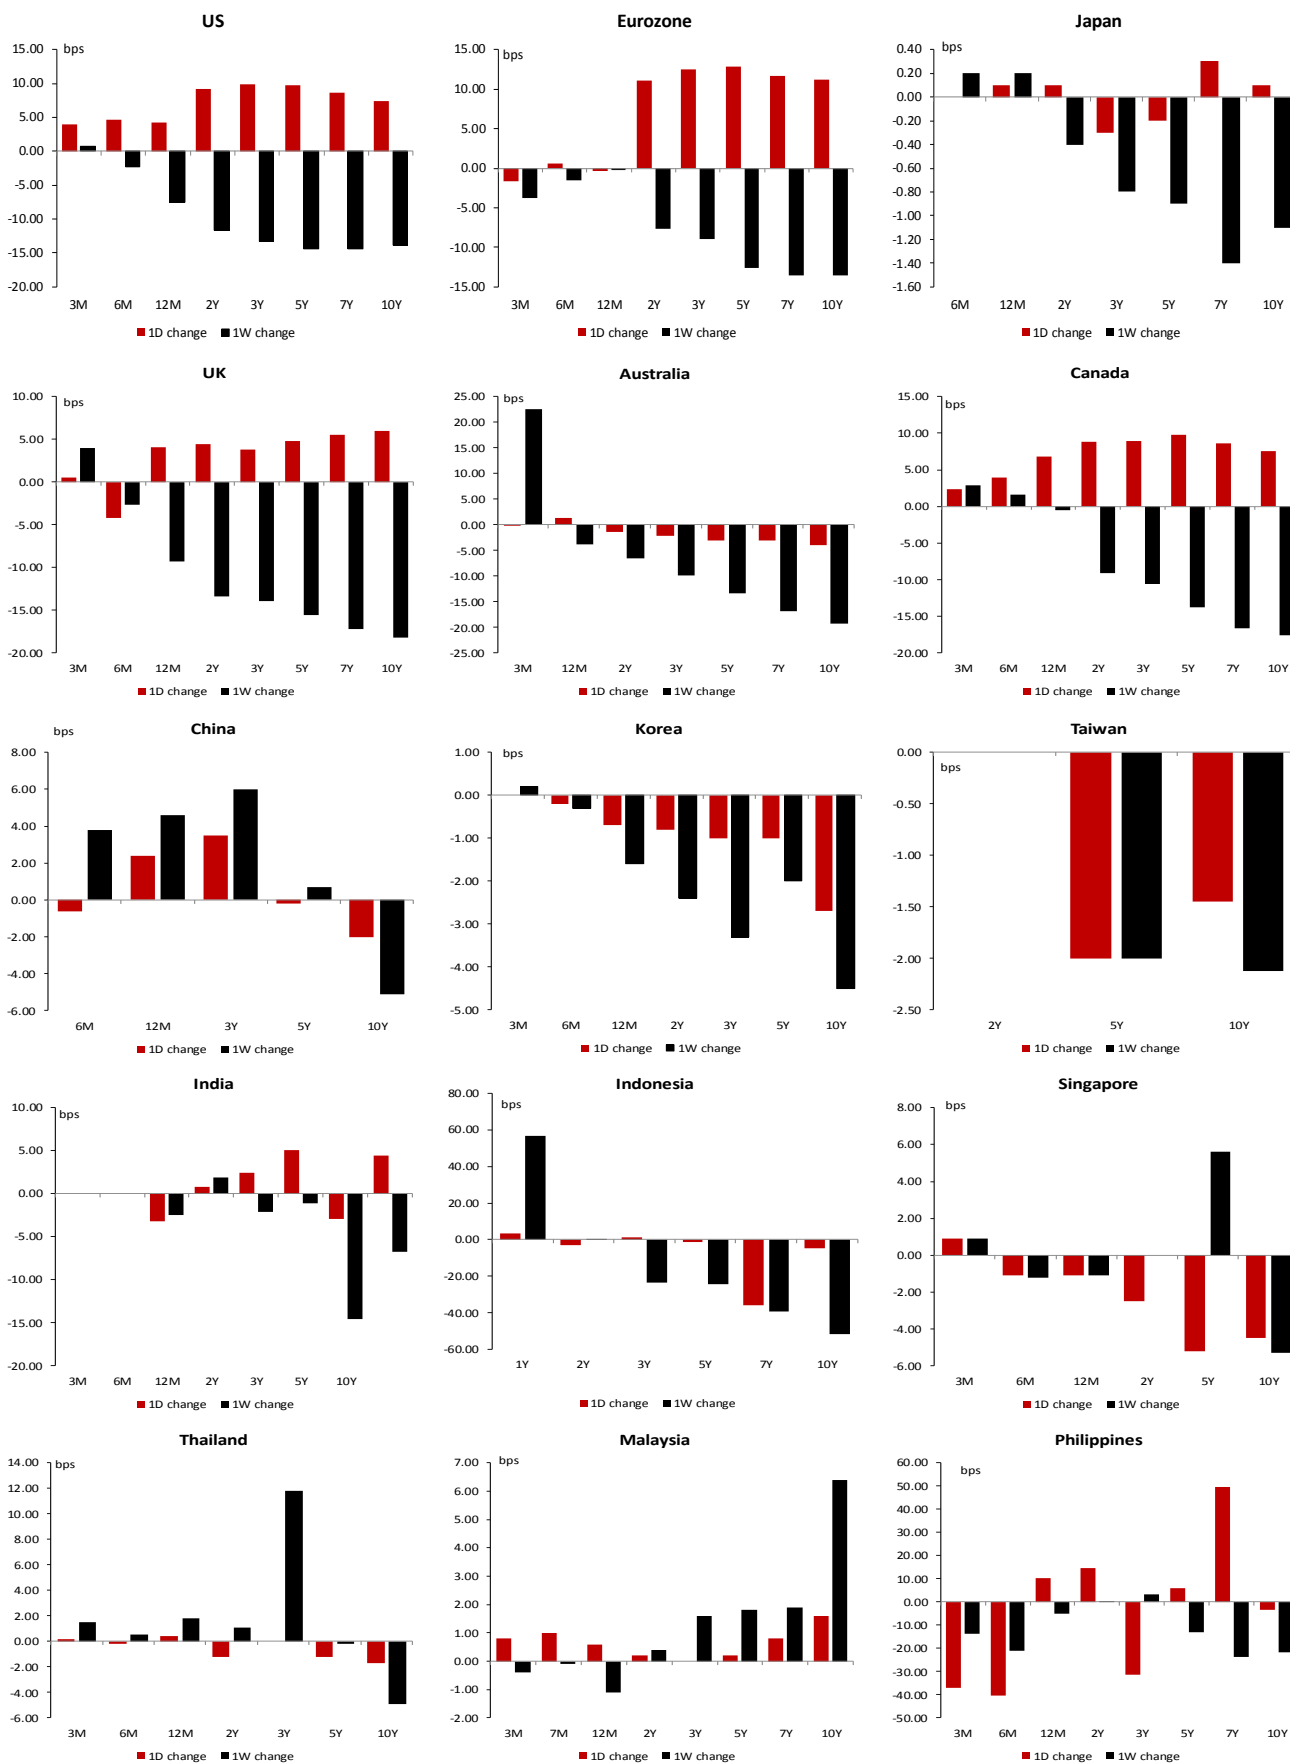 US
bps
15.00
10.00
5.00
0.00
-5.00
-10.00
-15.00
-20.00
3M 6M 12M 2Y 3Y 5Y 7Y 10Y
1D change 1W change
Eurozone
bps
15.00
10.00
5.00
0.00
-5.00
-10.00
-15.00
3M 6M 12M 2Y 3Y 5Y 7Y 10Y
1D change 1W change
Japan
bps
0.40
0.20
0.00
-0.20
-0.40
-0.60
-0.80
-1.00
-1.20
-1.40
-1.60
6M 12M 2Y 3Y 5Y 7Y 10Y
1D change 1W change
UK
bps
10.00
5.00
0.00
-5.00
-10.00
-15.00
-20.00
3M 6M 12M 2Y 3Y 5Y 7Y 10Y
1D change 1W change
Australia
bps
25.00
20.00
15.00
10.00
5.00
0.00
-5.00
-10.00
-15.00
-20.00
-25.00
3M 12M 2Y 3Y 5Y 7Y 10Y
1D change 1W change
Canada
bps
15.00
10.00
5.00
0.00
-5.00
-10.00
-15.00
-20.00
3M 6M 12M 2Y 3Y 5Y 7Y 10Y
1D change 1W change
China
bps
8.00
6.00
4.00
2.00
0.00
-2.00
-4.00
-6.00
6M 12M 3Y 5Y 10Y
1D change 1W change
Korea
bps
1.00
0.00
-1.00
-2.00
-3.00
-4.00
-5.00
3M 6M 12M 2Y 3Y 5Y 10Y
1D change 1W change
Taiwan
bps
0.00
-0.50
-1.00
-1.50
-2.00
-2.50
2Y 5Y 10Y
1D change 1W change
India
bps
10.00
5.00
0.00
-5.00
-10.00
-15.00
-20.00
3M 6M 12M 2Y 3Y 5Y 10Y
1D change 1W change
Indonesia
bps
80.00
60.00
40.00
20.00
0.00
-20.00
-40.00
-60.00
1Y 2Y 3Y 5Y 7Y 10Y
1D change 1W change
Singapore
bps
8.00
6.00
4.00
2.00
0.00
-2.00
-4.00
-6.00
3M 6M 12M 2Y 5Y 10Y
1D change 1W change
Thailand
bps
14.00
12.00
10.00
8.00
6.00
4.00
2.00
0.00
-2.00
-4.00
-6.00
3M 6M 12M 2Y 3Y 5Y 10Y
1D change 1W change
Malaysia
bps
7.00
6.00
5.00
4.00
3.00
2.00
1.00
0.00
-1.00
-2.00
3M 7M 12M 2Y 3Y 5Y 7Y 10Y
1D change 1W change
Philippines
bps
60.00
50.00
40.00
30.00
20.00
10.00
0.00
-10.00
-20.00
-30.00
-40.00
-50.00
3M 6M 12M 2Y 3Y 5Y 7Y 10Y
1D change 1W change